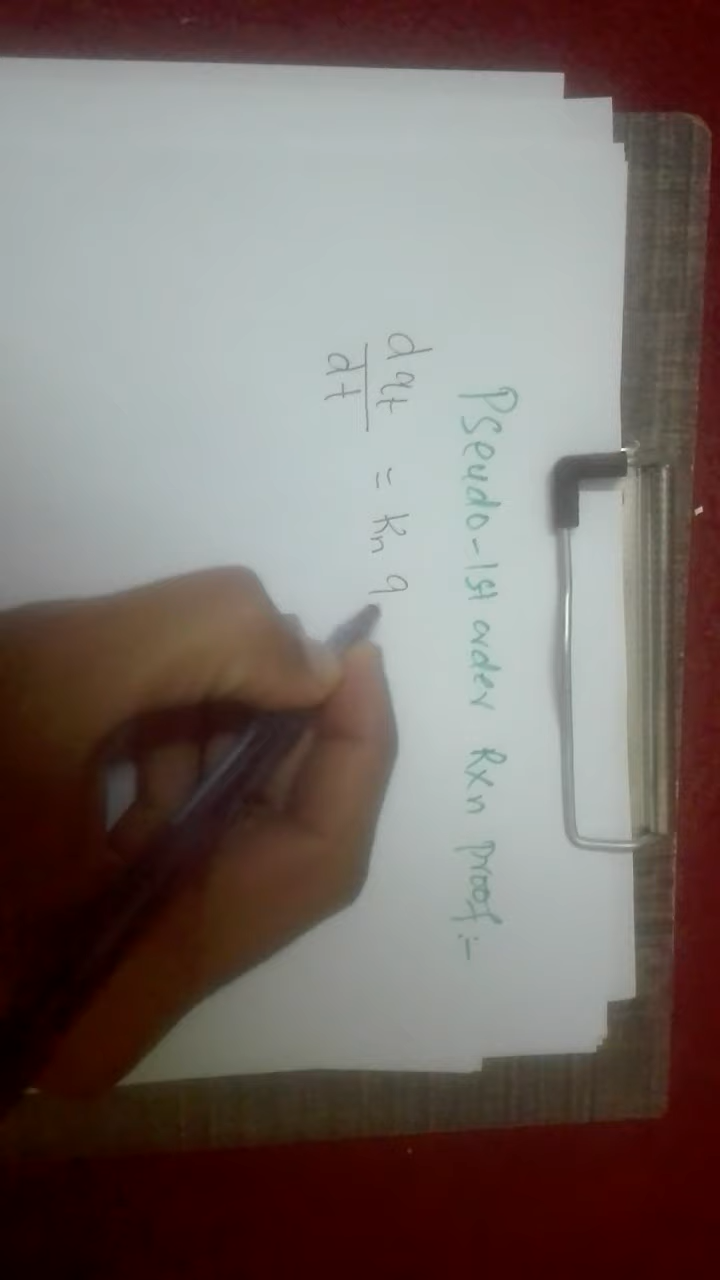 Pseudo-1st order Rxn proof:-
dqt
dt
= Kn q